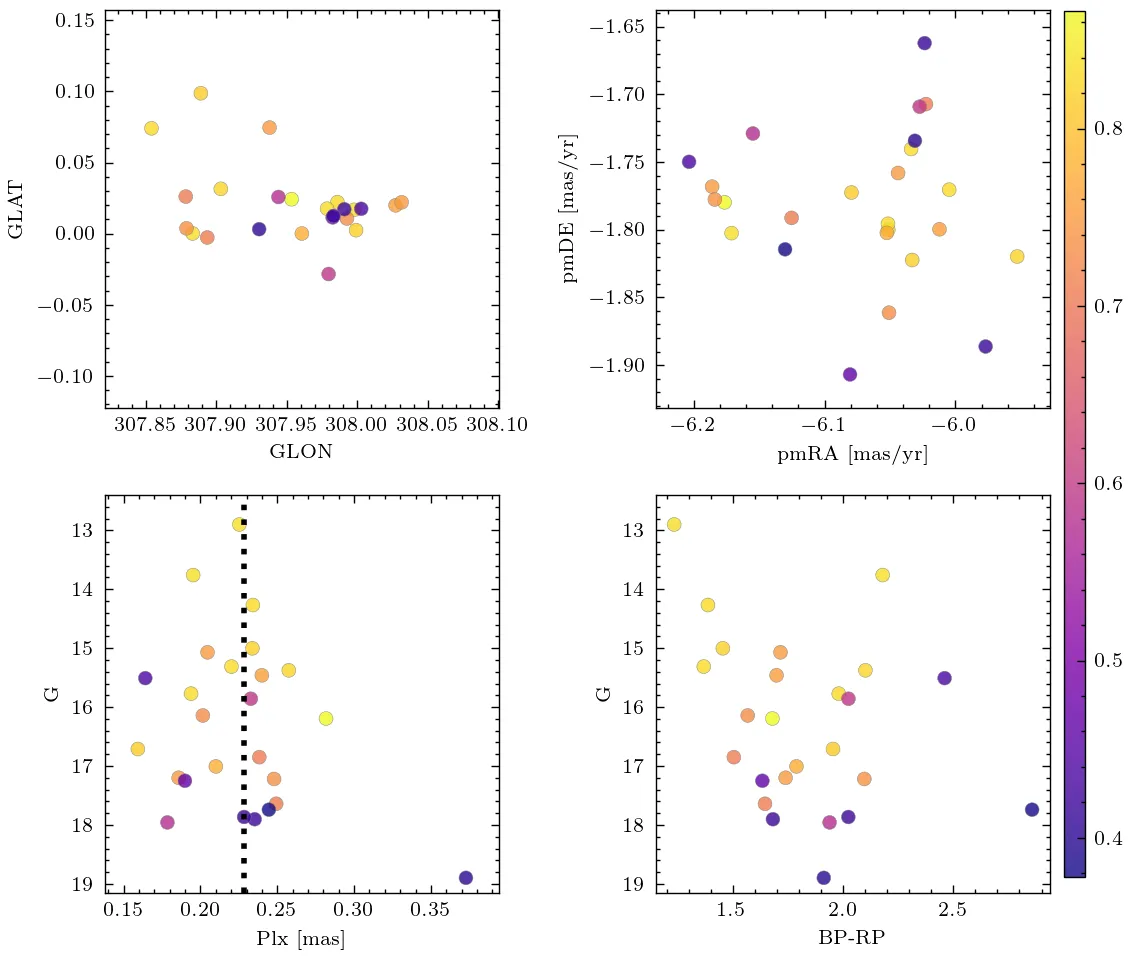 0.15
0.10
0.05
0.00
−0.05
−0.10
GLAT
307.85 307.90 307.95 308.00 308.05 308.10
GLON
−1.65
−1.70
−1.75
−1.80
−1.85
−1.90
pmDE [mas/yr]
−6.2 −6.1 −6.0
pmRA [mas/yr]
0.8
0.7
0.6
0.5
0.4
13
14
15
16
17
18
19
G
0.15 0.20 0.25 0.30 0.35
Plx [mas]
13
14
15
16
17
18
19
G
1.5 2.0 2.5
BP-RP